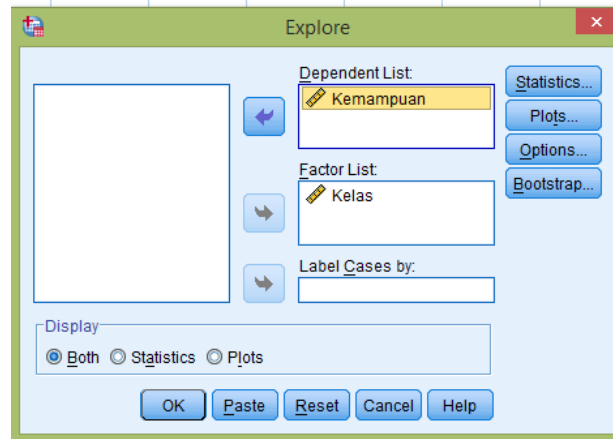 Explore
Dependent List:
Kemampuan
Factor List:
Kelas
Label Cases by:
Statistics...
Plots...
Options...
Bootstrap...
Display
Both Statistics Plots
OK Paste Reset Cancel Help